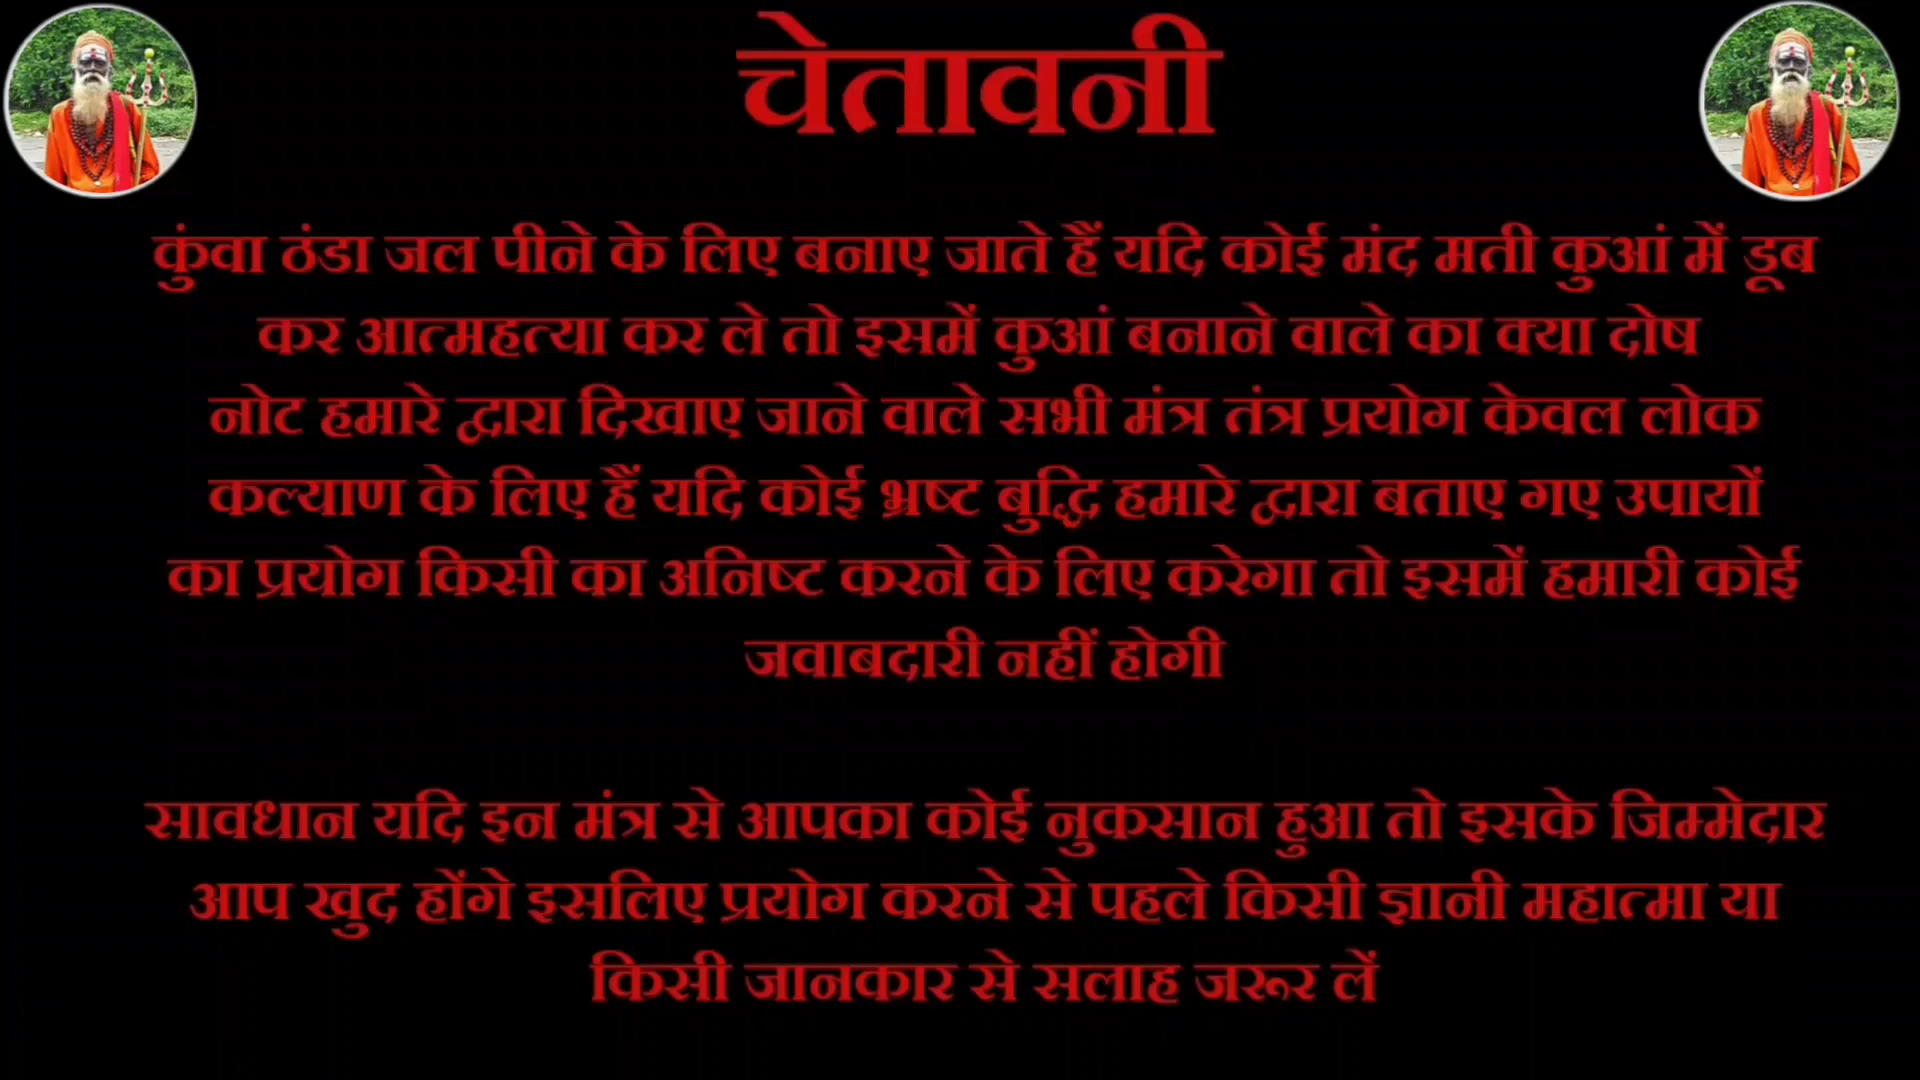 चेतावनी
कुंवा ठंडा जल पीने के लिए बनाए जाते हैं यदि कोई मंद मती कुआं में डूब
कर आत्महत्या कर ले तो इसमें कुआं बनाने वाले का क्या दोष
नोट हमारे द्वारा दिखाए जाने वाले सभी मंत्र तंत्र प्रयोग केवल लोक
कल्याण के लिए हैं यदि कोई भ्रष्ट बुद्धि हमारे द्वारा बताए गए उपायों
का प्रयोग किसी का अनिष्ट करने के लिए करेगा तो इसमें हमारी कोई
जवाबदारी नहीं होगी
सावधान यदि इन मंत्र से आपका कोई नुकसान हुआ तो इसके जिम्मेदार
आप खुद होंगे इसलिए प्रयोग करने से पहले किसी ज्ञानी महात्मा या
किसी जानकार से सलाह जरूर लें